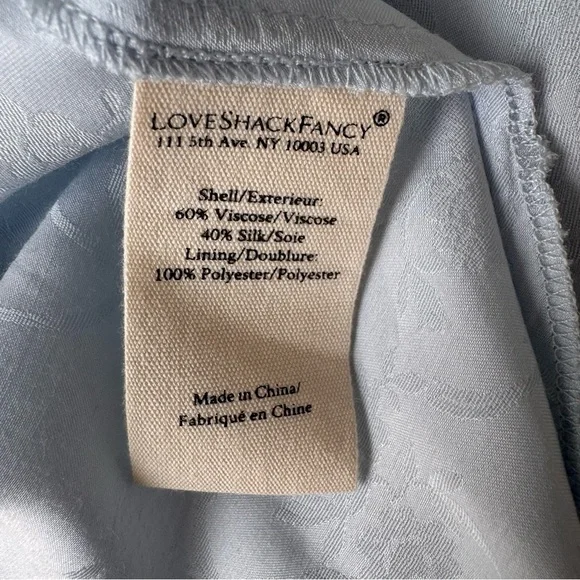 LOVESHACKFANCY®
111 5th Ave. NY 10003 USA
Shell/Exterieur:
60% Viscose/Viscose
40% Silk/Soie
Lining/Doublure:
100% Polyester/Polyester
Made in China/
Fabriqué en Chine